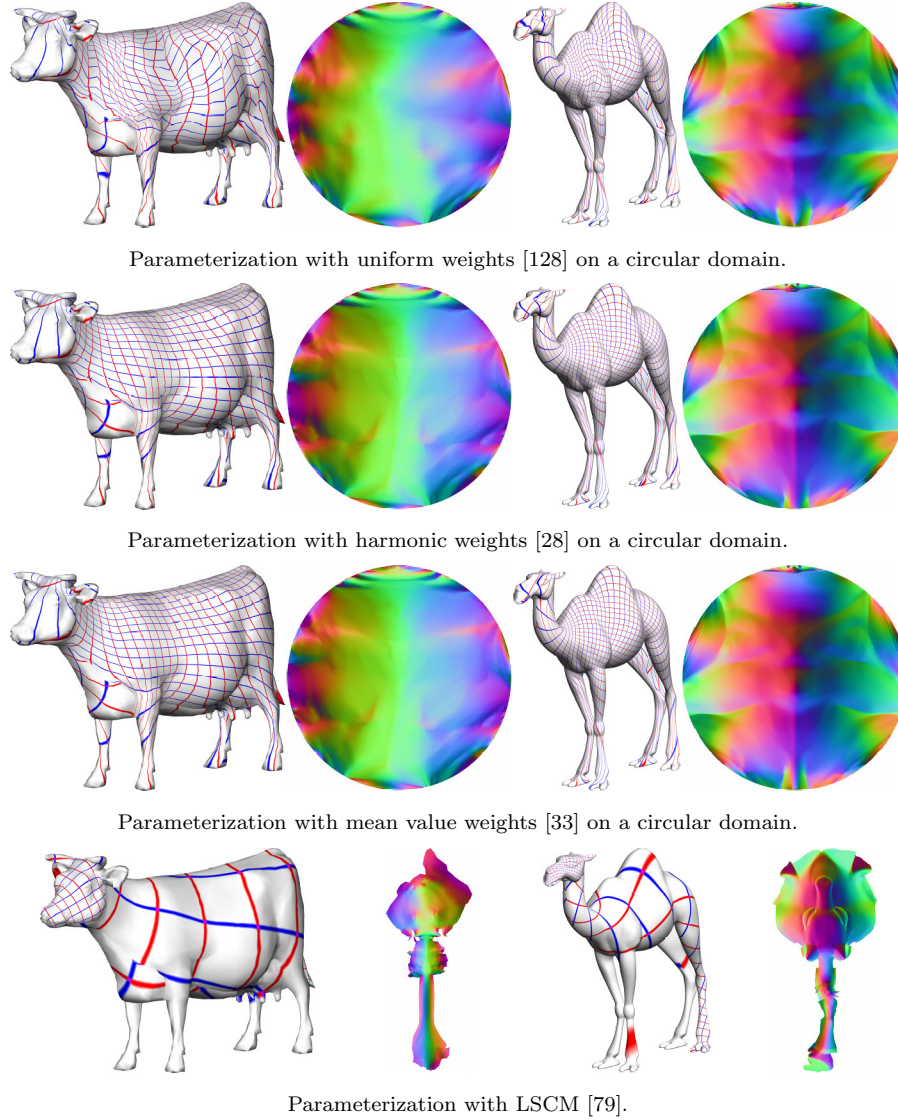 Parameterization with uniform weights [128] on a circular domain.
Parameterization with harmonic weights [28] on a circular domain.
Parameterization with mean value weights [33] on a circular domain.
Parameterization with LSCM [79].